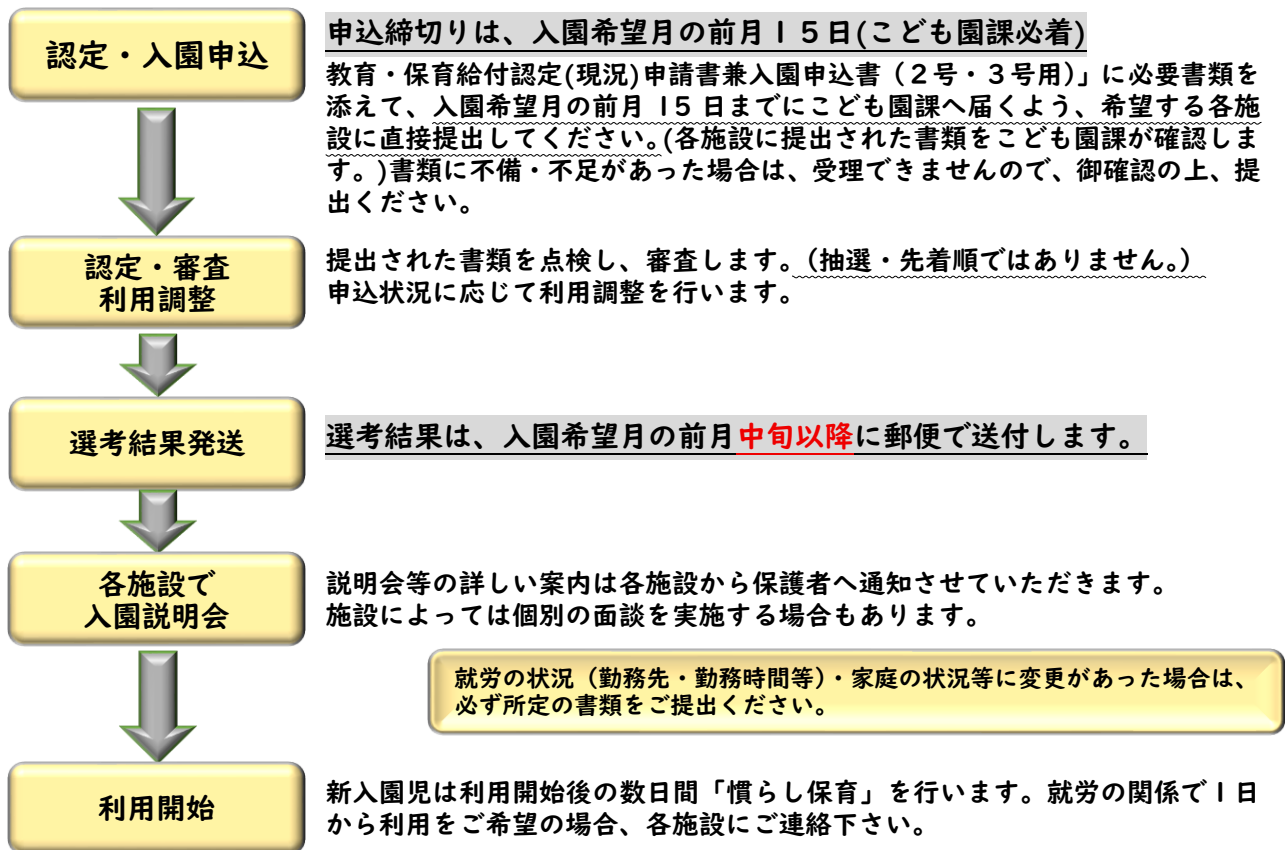 認定・入園申込
申込締切りは、入園希望月の前月15日(こども園課必着)
教育・保育給付認定(現況)申請書兼入園申込書（2号・3号用）」に必要書類を
添えて、入園希望月の前月 15 日までにこども園課へ届くよう、希望する各施
設に直接提出してください。(各施設に提出された書類をこども園課が確認しま
す。)書類に不備・不足があった場合は、受理できませんので、御確認の上、提
出ください。
認定・審査
利用調整
提出された書類を点検し、審査します。（抽選・先着順ではありません。）
申込状況に応じて利用調整を行います。
選考結果発送
選考結果は、入園希望月の前月中旬以降に郵便で送付します。
各施設で
入園説明会
説明会等の詳しい案内は各施設から保護者へ通知させていただきます。
施設によっては個別の面談を実施する場合もあります。
就労の状況（勤務先・勤務時間等）・家庭の状況等に変更があった場合は、
必ず所定の書類をご提出ください。
利用開始
新入園児は利用開始後の数日間「慣らし保育」を行います。就労の関係で1日
から利用をご希望の場合、各施設にご連絡下さい。